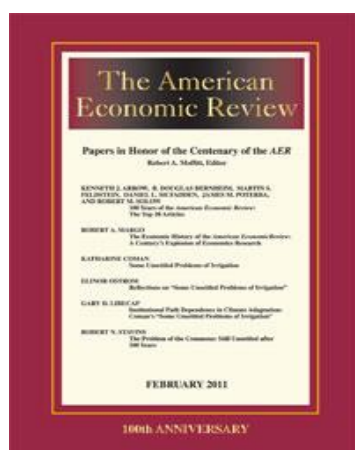 The American
Economic Review
Papers in Honor of the Centenary of the AER
Robert A. Moffitt, Editor
KENNETH J. ARROW, B. DOUGLAS BERNHEIM, MARTIN S.
FELDSTEIN, DANIEL L. MCFADDEN, JAMES M. POTERBA,
AND ROBERT M. SOLOW
100 Years of the American Economic Review:
The Top 20 Articles
ROBERT A. MARGO
The Economic History of the American Economic Review:
A Century's Explosion of Economics Research
KATHARINE COMAN
Some Unsettled Problems of Irrigation
ELINOR OSTROM
Reflections on "Some Unsettled Problems of Irrigation"
GARY D. LIBECAP
Institutional Path Dependence in Climate Adaptation:
Coman's "Some Unsettled Problems of Irrigation"
ROBERT N. STAVINS
The Problem of the Commons: Still Unsettled after
100 Years
FEBRUARY 2011
100th ANNIVERSARY